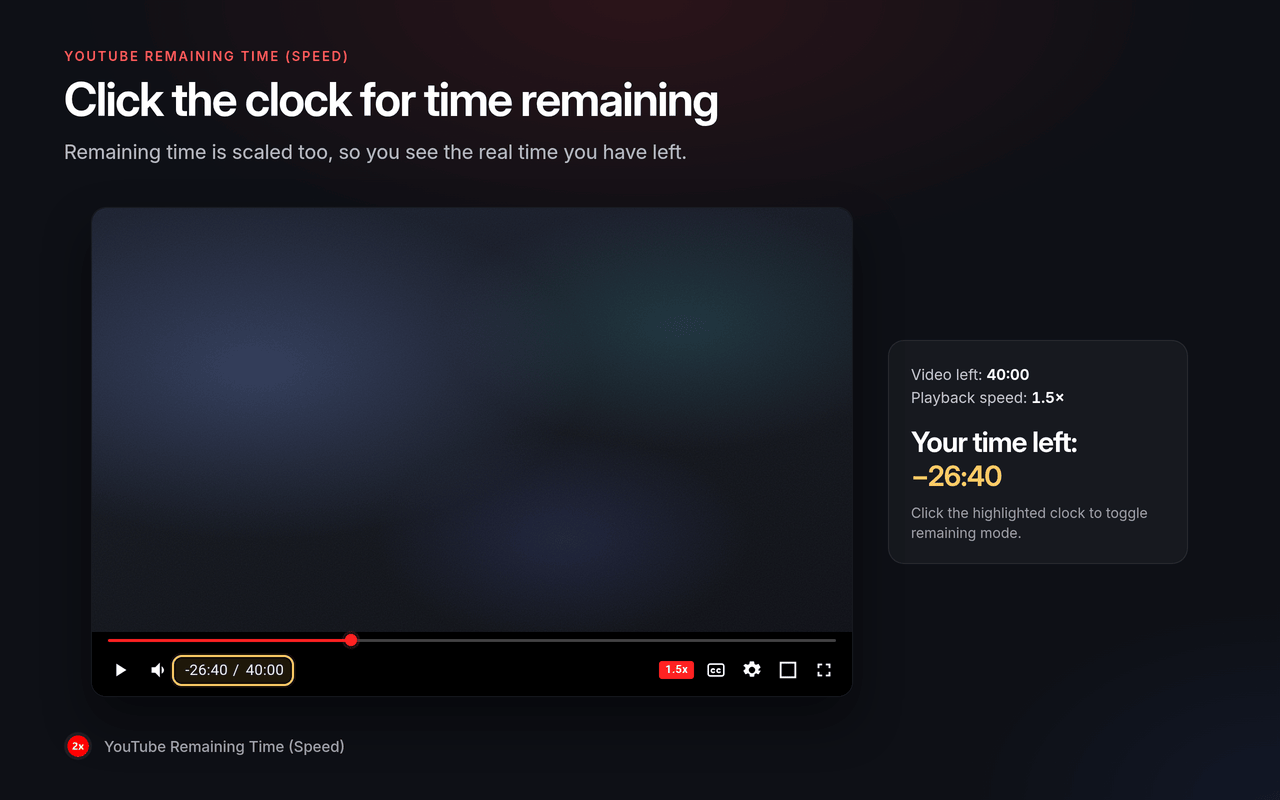 YOUTUBE REMAINING TIME (SPEED)
Click the clock for time remaining
Remaining time is scaled too, so you see the real time you have left.
Video left: 40:00
Playback speed: 1.5×
Your time left:
−26:40
Click the highlighted clock to toggle
remaining mode.
-26:40 / 40:00
1.5x
CC
2x
YouTube Remaining Time (Speed)